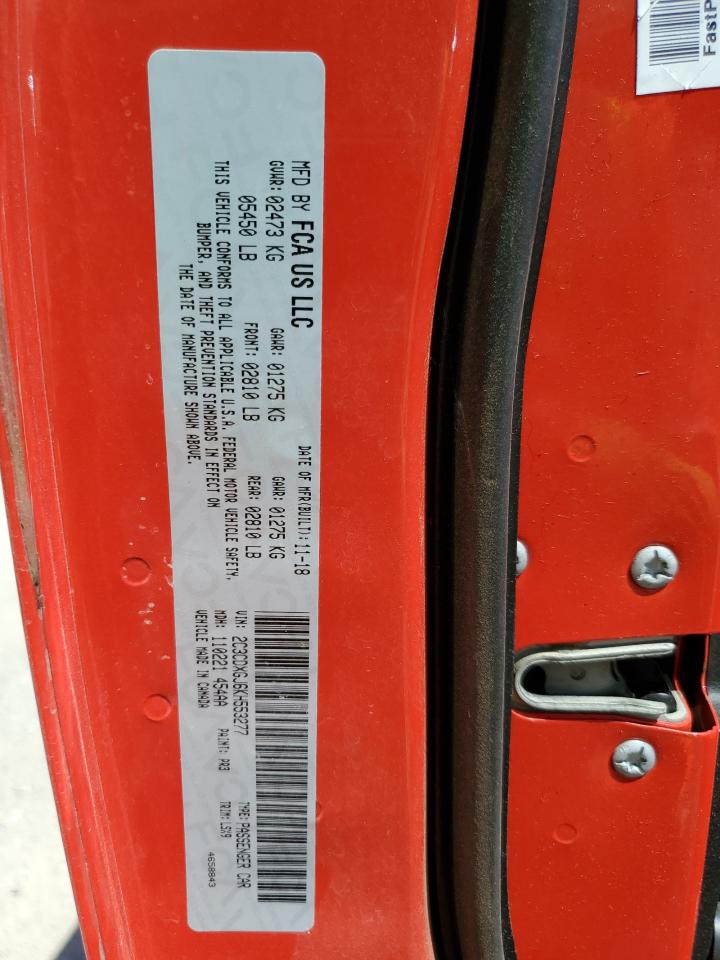 MFD BY FCA US LLC
DATE OF MFR(BUILT): 11-18
GVWR: 02473 KG GAWR: 01275 KG GAWR: 01275 KG
05450 LB FRONT: 02810 LB REAR: 02810 LB
THIS VEHICLE CONFORMS TO ALL APPLICABLE U.S.A. FEDERAL MOTOR VEHICLE SAFETY,
BUMPER, AND THEFT PREVENTION STANDARDS IN EFFECT ON
THE DATE OF MANUFACTURE SHOWN ABOVE.
VIN: 2C3CDXGJ6KH553277 TYPE: PASSENGER CAR
MDH: 110221 454AA PAINT: PR3 TRIM: LSX9
VEHICLE MADE IN CANADA
4658843